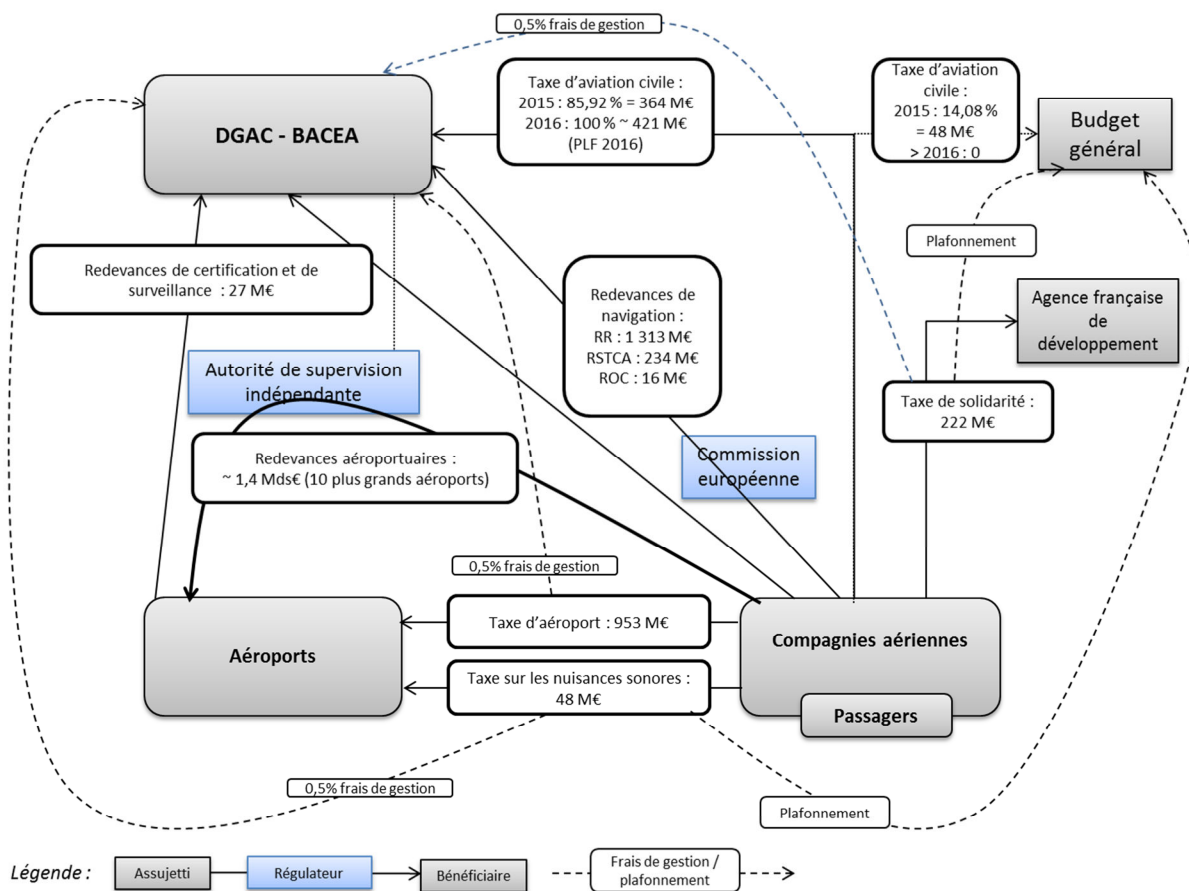 0,5% frais de gestion
Taxe d'aviation civile :
2015 : 85,92 % = 364 M€
2016 : 100 % ~ 421 M€
(PLF 2016)
Taxe d'aviation
civile :
2015 : 14,08 %
= 48 M€
> 2016 : 0
Budget
général
DGAC - BACEA
Plafonnement
Redevances de certification et de
surveillance : 27 M€
Redevances de
navigation :
RR : 1 313 M€
RSTCA : 234 M€
ROC : 16 M€
Agence française
de
développement
Autorité de supervision
indépendante
Taxe de solidarité :
222 M€
Redevances aéroportuaires :
~ 1,4 Mds€ (10 plus grands aéroports)
Commission
européenne
0,5% frais de gestion
Aéroports
Taxe d'aéroport : 953 M€
Compagnies aériennes
Taxe sur les nuisances sonores :
48 M€
Passagers
0,5% frais de gestion
Plafonnement
Légende :
Assujetti
Régulateur
Bénéficiaire
Frais de gestion /
plafonnement